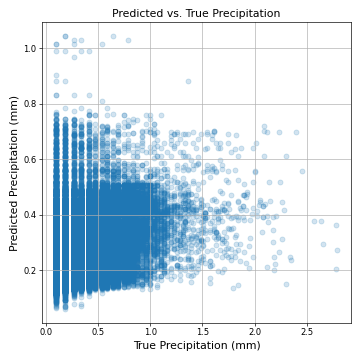 Predicted vs. True Precipitation
Predicted Precipitation (mm)
1.0
0.8
0.6
0.4
0.2
0.0 0.5 1.0 1.5 2.0 2.5
True Precipitation (mm)